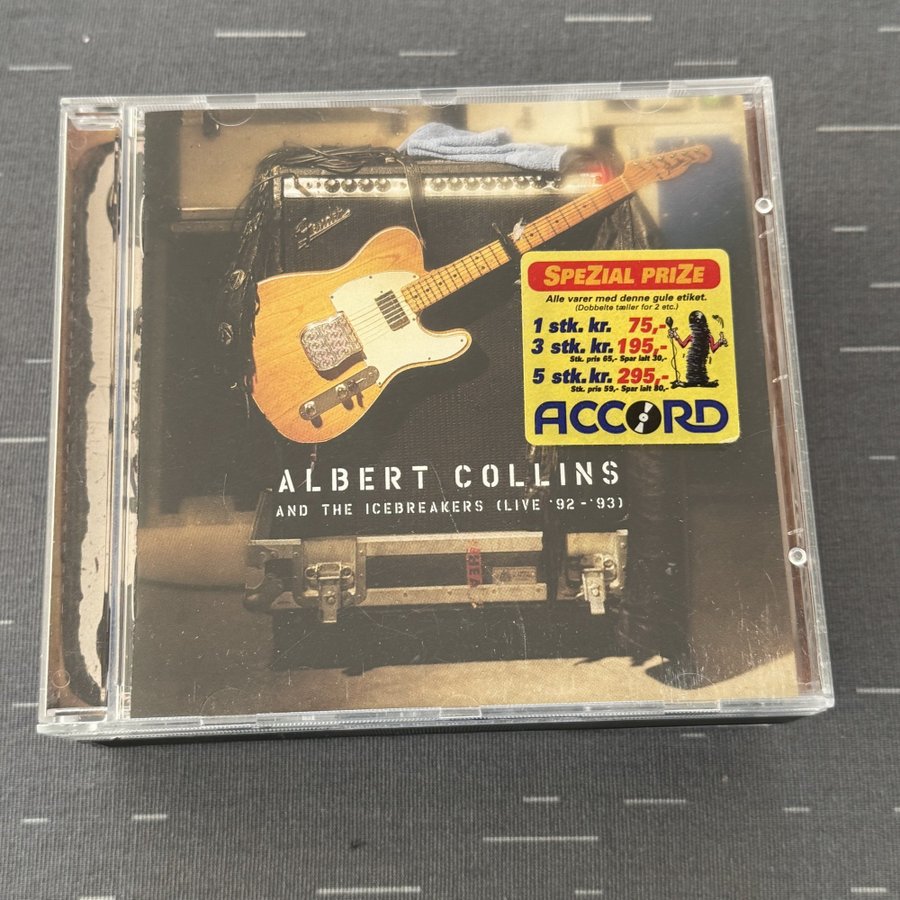 Fender
SPEZIAL PRIZE
Alle varer med denne gule etiket.
(Dobbelte tæller for 2 etc.)
1 stk. kr. 75,-
3 stk. kr. 195,-
Stk. pris 65,- Spar ialt 30,-
5 stk. kr. 295,-
Stk. pris 59,- Spar ialt 80,-
ACCORD
ALBERT COLLINS
AND THE ICEBREAKERS (LIVE '92-'93)